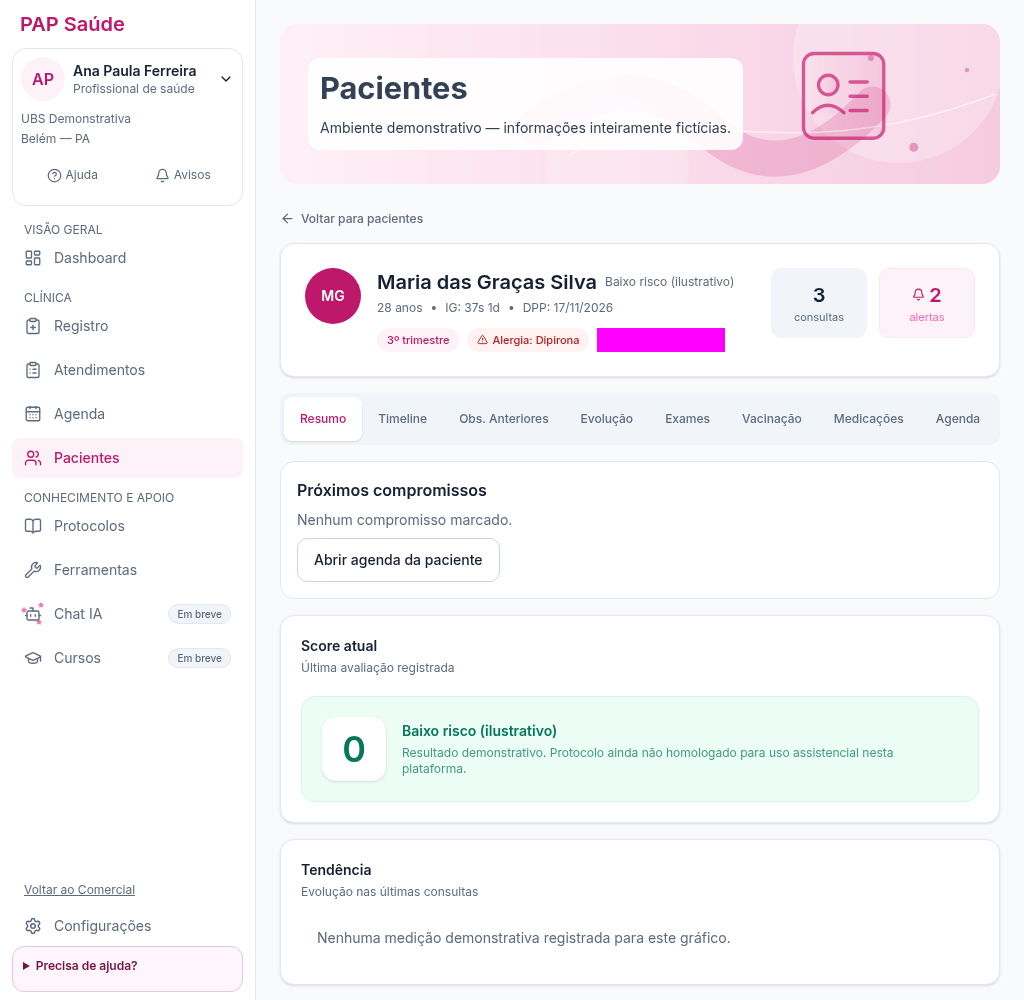 PAP Saúde
AP
Ana Paula Ferreira
Profissional de saúde
UBS Demonstrativa
Belém — PA
Ajuda
Avisos
VISÃO GERAL
Dashboard
CLÍNICA
Registro
Atendimentos
Agenda
Pacientes
CONHECIMENTO E APOIO
Protocolos
Ferramentas
Chat IA
Em breve
Cursos
Em breve
Voltar ao Comercial
Configurações
Precisa de ajuda?
Pacientes
Ambiente demonstrativo — informações inteiramente fictícias.
Voltar para pacientes
MG
Maria das Graças Silva Baixo risco (ilustrativo)
28 anos • IG: 37s 1d • DPP: 17/11/2026
3º trimestre
Alergia: Dipirona
3
consultas
2
alertas
Resumo Timeline Obs. Anteriores Evolução Exames Vacinação Medicações Agenda
Próximos compromissos
Nenhum compromisso marcado.
Abrir agenda da paciente
Score atual
Última avaliação registrada
0
Baixo risco (ilustrativo)
Resultado demonstrativo. Protocolo ainda não homologado para uso assistencial nesta
plataforma.
Tendência
Evolução nas últimas consultas
Nenhuma medição demonstrativa registrada para este gráfico.